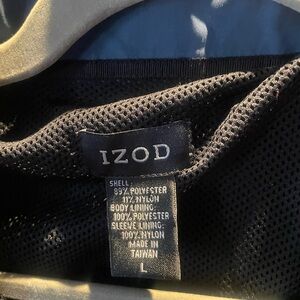 IZOD
SHELL:
89% POLYESTER
11% NYLON
BODY LINING:
100% POLYESTER
SLEEVE LINING:
100% NYLON
MADE IN
TAIWAN
L